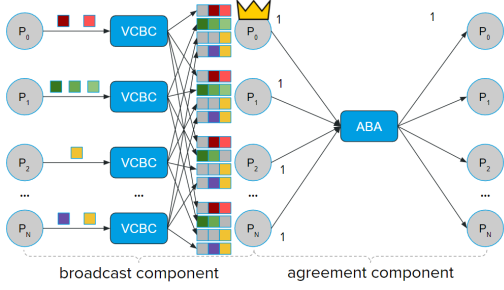 P0 VCBC P0 1 1 P0
P1 VCBC P1 1 ABA P1
P2 VCBC P2 1 P2
... ... ... ...
PN VCBC PN 1 PN
broadcast component agreement component